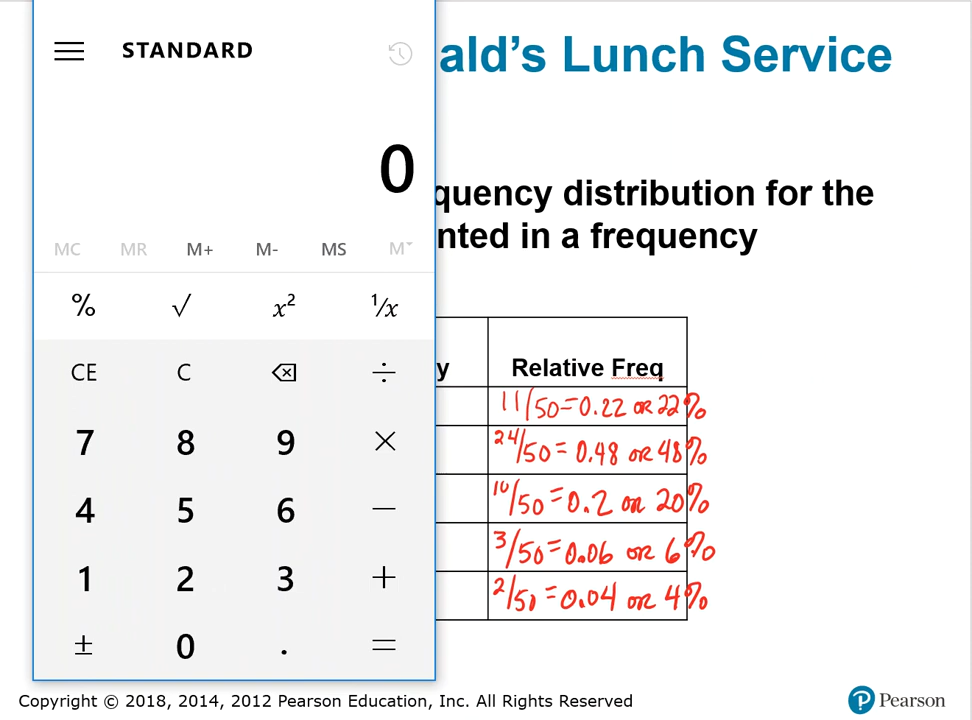 STANDARD
ald's Lunch Service
0
quency distribution for the
nted in a frequency
MC MR M+ M- MS M˅
% √ x² ¹/x
CE C ⌫ ÷
7 8 9 ×
4 5 6 −
1 2 3 +
± 0 . =
y Relative Freq
11/50=0.22 OR 22%
24/50=0.48 OR 48%
10/50=0.2 OR 20%
3/50=0.06 OR 6%
2/50=0.04 OR 4%
Copyright © 2018, 2014, 2012 Pearson Education, Inc. All Rights Reserved
P Pearson